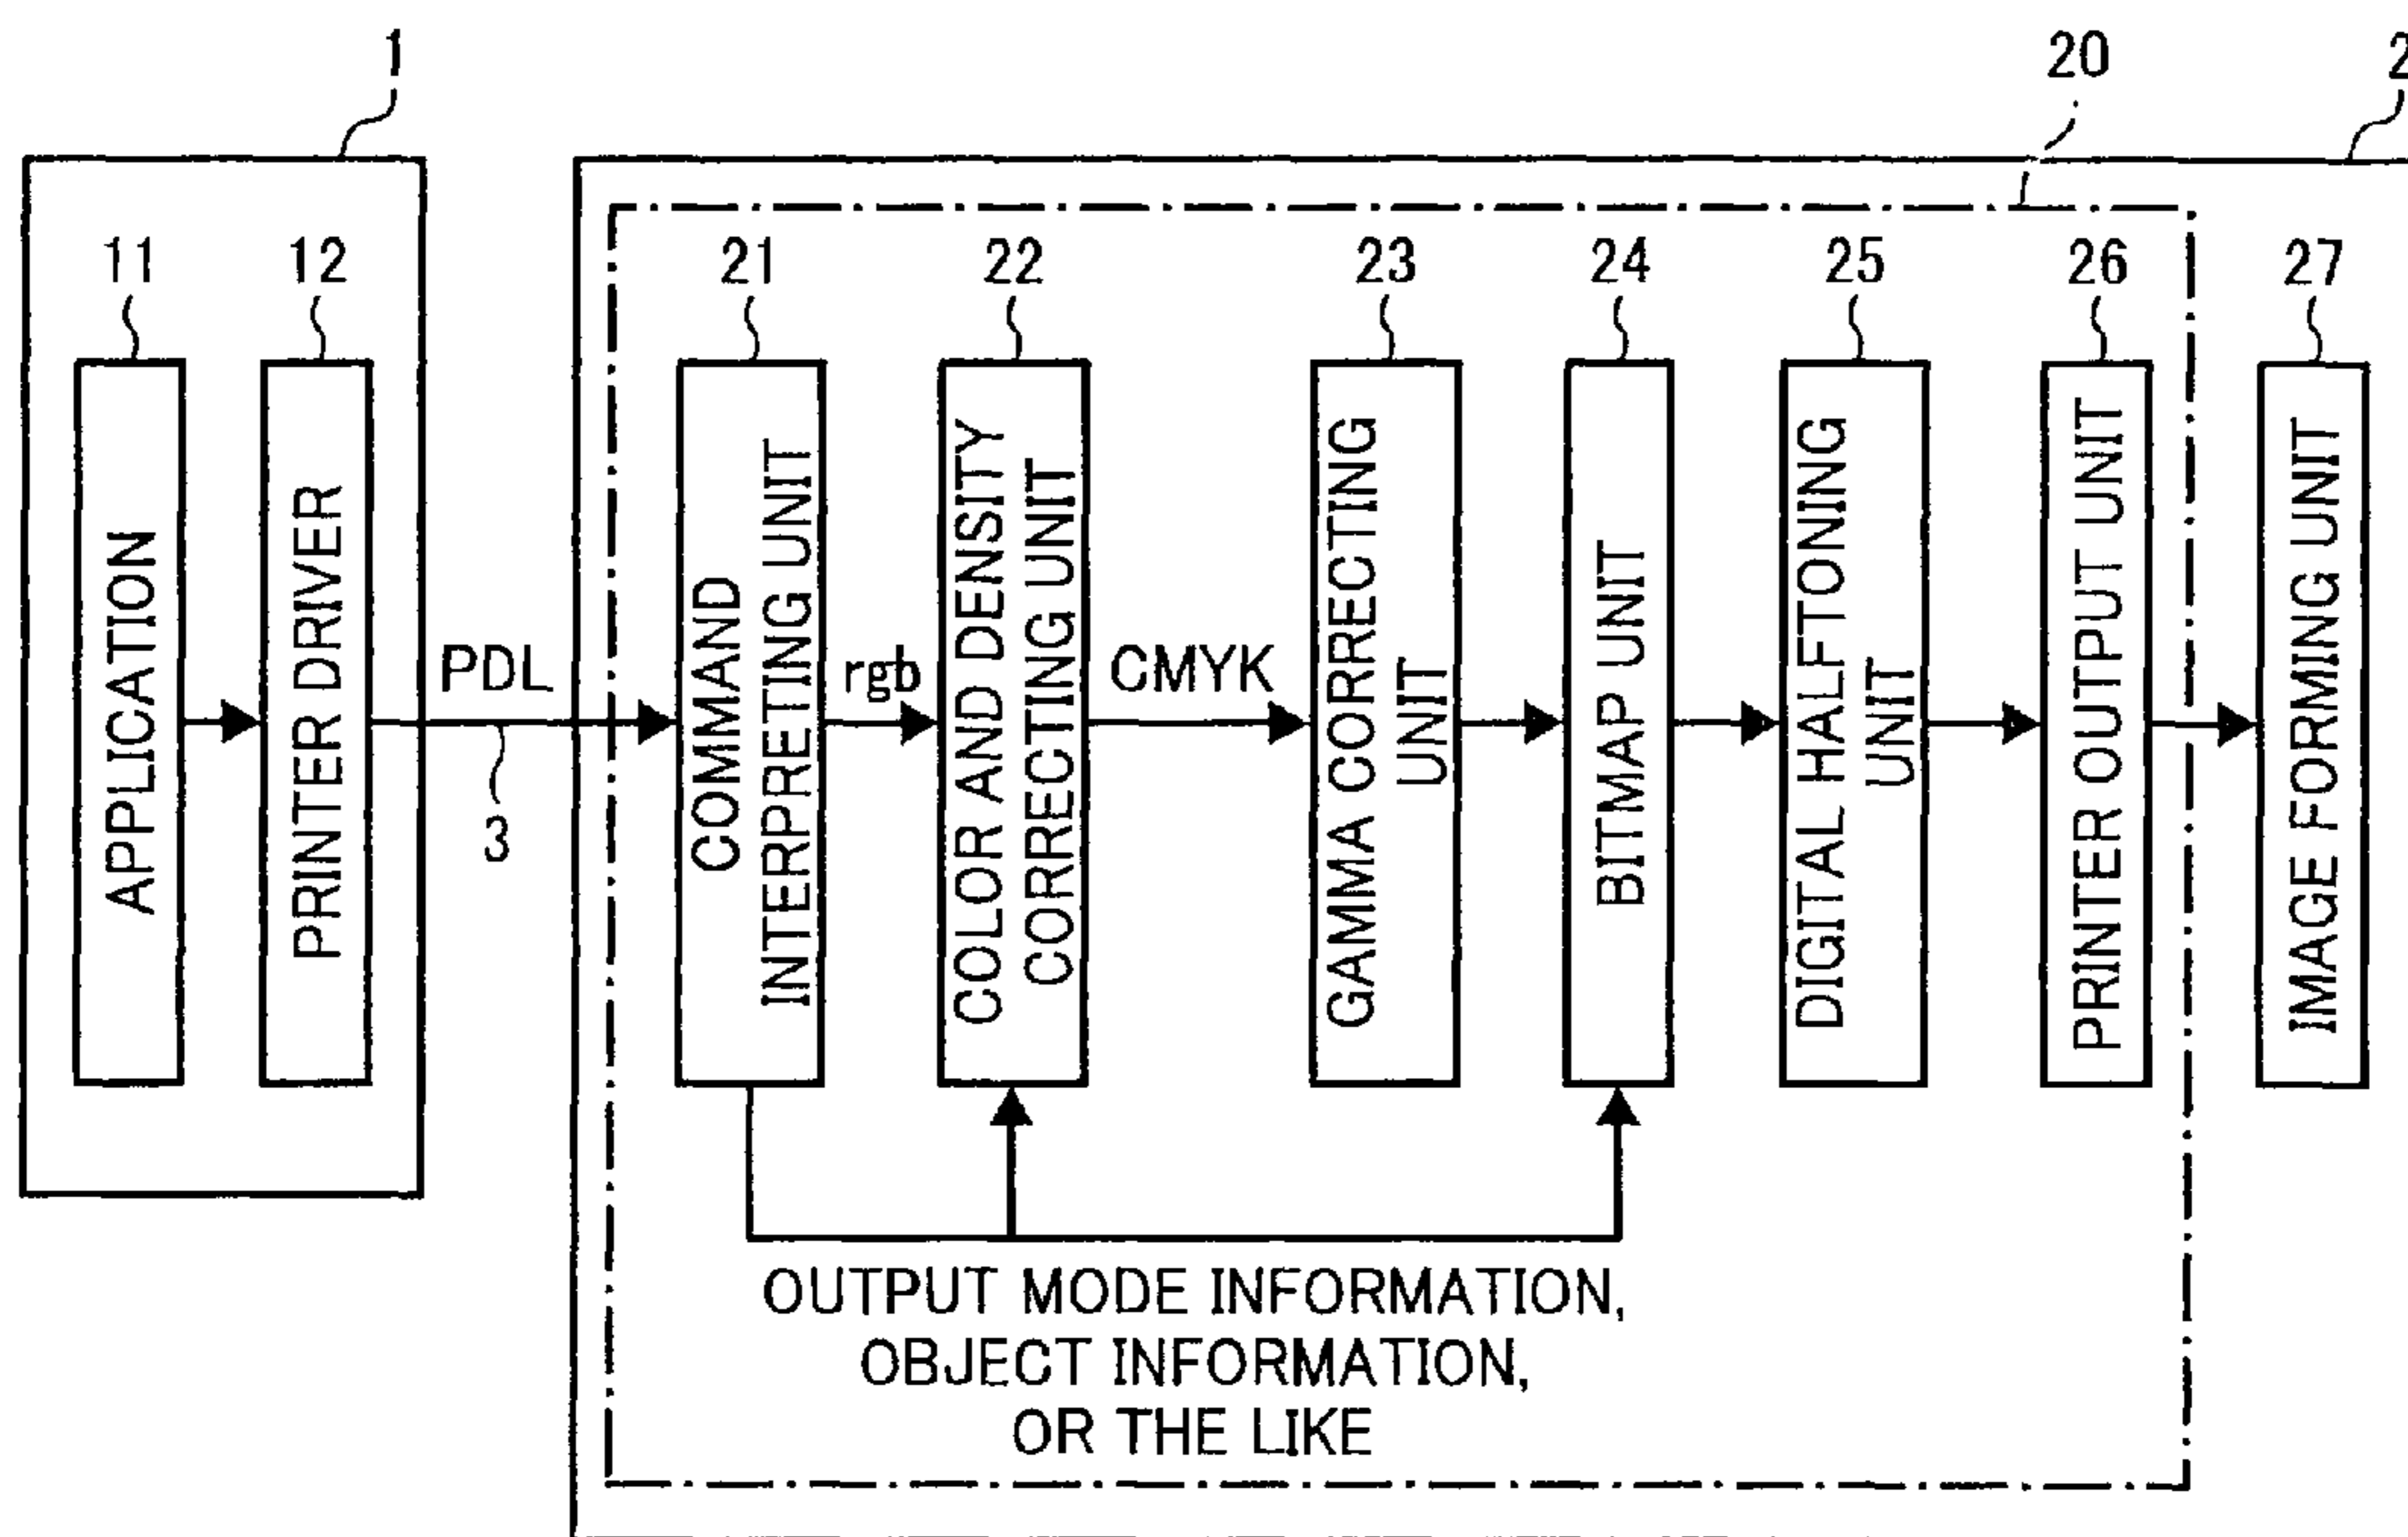 1
20
2
11
12
21
22
23
24
25
26
27
APPLICATION
PRINTER DRIVER
PDL
3
COMMAND
INTERPRETING UNIT
rgb
COLOR AND DENSITY
CORRECTING UNIT
CMYK
GAMMA CORRECTING
UNIT
BITMAP UNIT
DIGITAL HALFTONING
UNIT
PRINTER OUTPUT UNIT
IMAGE FORMING UNIT
OUTPUT MODE INFORMATION,
OBJECT INFORMATION,
OR THE LIKE